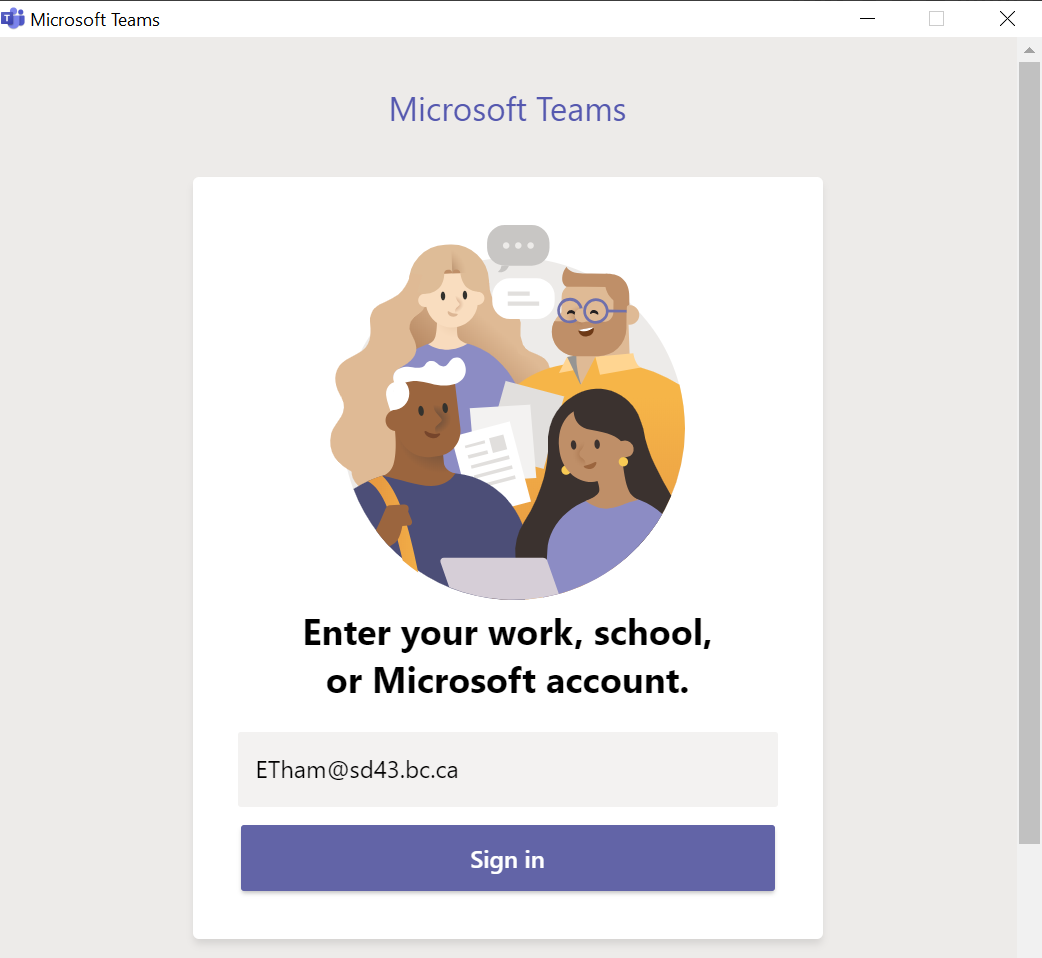 Microsoft Teams
Microsoft Teams
Enter your work, school,
or Microsoft account.
ETham@sd43.bc.ca
Sign in